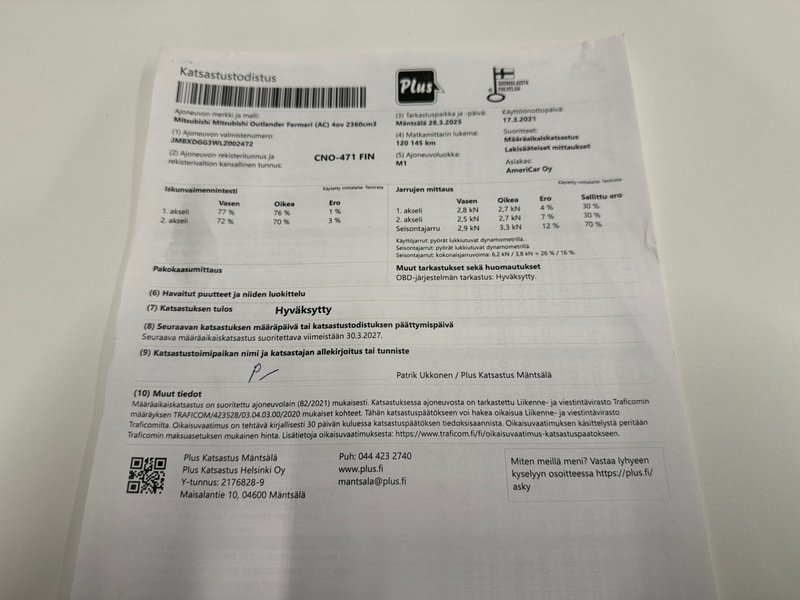 Katsastustodistus
Plus
SUOMALAISTA
PALVELUA
Ajoneuvon merkki ja malli:
Mitsubishi Mitsubishi Outlander Farmari (AC) 4ov 2360cm3
(1) Ajoneuvon valmistenumero:
JMBXDGG3WLZ002472
(2) Ajoneuvon rekisteritunnus ja
rekisterivaltion kansallinen tunnus:
CNO-471 FIN
(3) Tarkastuspaikka ja -päivä:
Mäntsälä 28.3.2025
(4) Matkamittarin lukema:
120 145 km
(5) Ajoneuvoluokka:
M1
Käyttöönottopäivä:
17.3.2021
Suoritteet:
Määräaikaiskatsastus
Lakisääteiset mittaukset
Asiakas:
AmeriCar Oy
Iskunvaimennintesti
Käytetty mittalaite: Testirata
Vasen Oikea Ero
1. akseli 77 % 76 % 1 %
2. akseli 72 % 70 % 3 %
Jarrujen mittaus
Käytetty mittalaite: Testirata
Vasen Oikea Ero Sallittu ero
1. akseli 2,8 kN 2,7 kN 4 % 30 %
2. akseli 2,5 kN 2,7 kN 7 % 30 %
Seisontajarru 2,9 kN 3,3 kN 12 % 70 %
Käyttöjarrut: pyörät lukkiutuvat dynamometrillä.
Seisontajarru: pyörät lukkiutuvat dynamometrillä.
Seisontajarru: kokonaisjarruvoima: 6,2 kN / 3,8 kN = 26 % / 16 %.
Pakokaasumittaus
Muut tarkastukset sekä huomautukset
OBD-järjestelmän tarkastus: Hyväksytty.
(6) Havaitut puutteet ja niiden luokittelu
(7) Katsastuksen tulos Hyväksytty
(8) Seuraavan katsastuksen määräpäivä tai katsastustodistuksen päättymispäivä
Seuraava määräaikaiskatsastus suoritettava viimeistään 30.3.2027.
(9) Katsastustoimipaikan nimi ja katsastajan allekirjoitus tai tunniste
Patrik Ukkonen / Plus Katsastus Mäntsälä
(10) Muut tiedot
Määräaikaiskatsastus on suoritettu ajoneuvolain (82/2021) mukaisesti. Katsastuksessa ajoneuvosta on tarkastettu Liikenne- ja viestintävirasto Traficomin
määräyksen TRAFICOM/423528/03.04.03.00/2020 mukaiset kohteet. Tähän katsastuspäätökseen voi hakea oikaisua Liikenne- ja viestintävirasto
Traficomilta. Oikaisuvaatimus on tehtävä kirjallisesti 30 päivän kuluessa katsastuspäätöksen tiedoksisaannista. Oikaisuvaatimuksen käsittelystä peritään
Traficomin maksuasetuksen mukainen hinta. Lisätietoja oikaisuvaatimuksesta: https://www.traficom.fi/fi/oikaisuvaatimus-katsastuspaatokseen.
Plus Katsastus Mäntsälä
Plus Katsastus Helsinki Oy
Y-tunnus: 2176828-9
Maisalantie 10, 04600 Mäntsälä
Puh: 044 423 2740
www.plus.fi
mantsala@plus.fi
Miten meillä meni? Vastaa lyhyeen
kyselyyn osoitteessa https://plus.fi/
asky